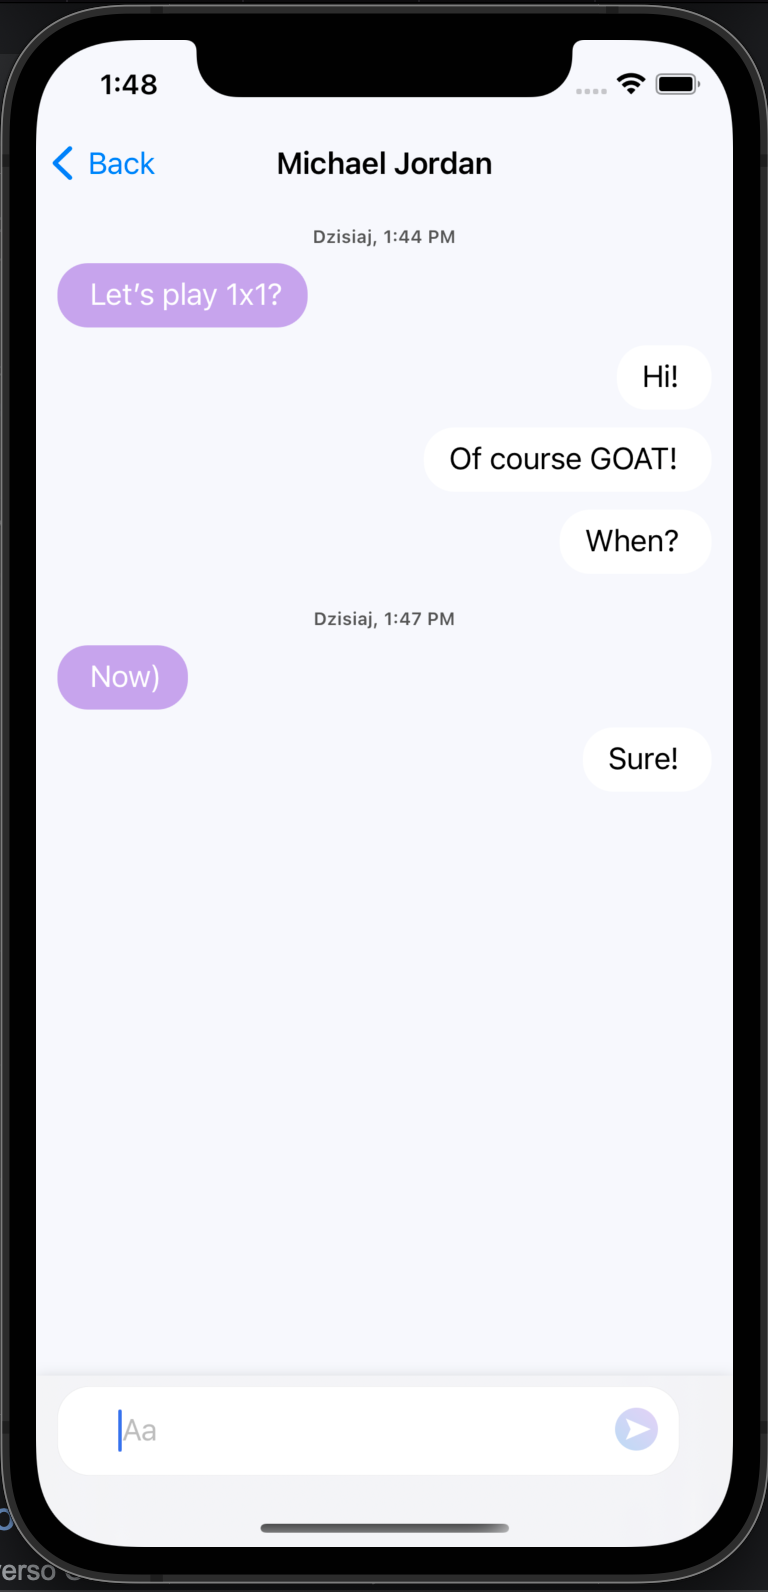 1:48
Back
Michael Jordan
Dzisiaj, 1:44 PM
Let's play 1x1?
Hi!
Of course GOAT!
When?
Dzisiaj, 1:47 PM
Now)
Sure!
Aa